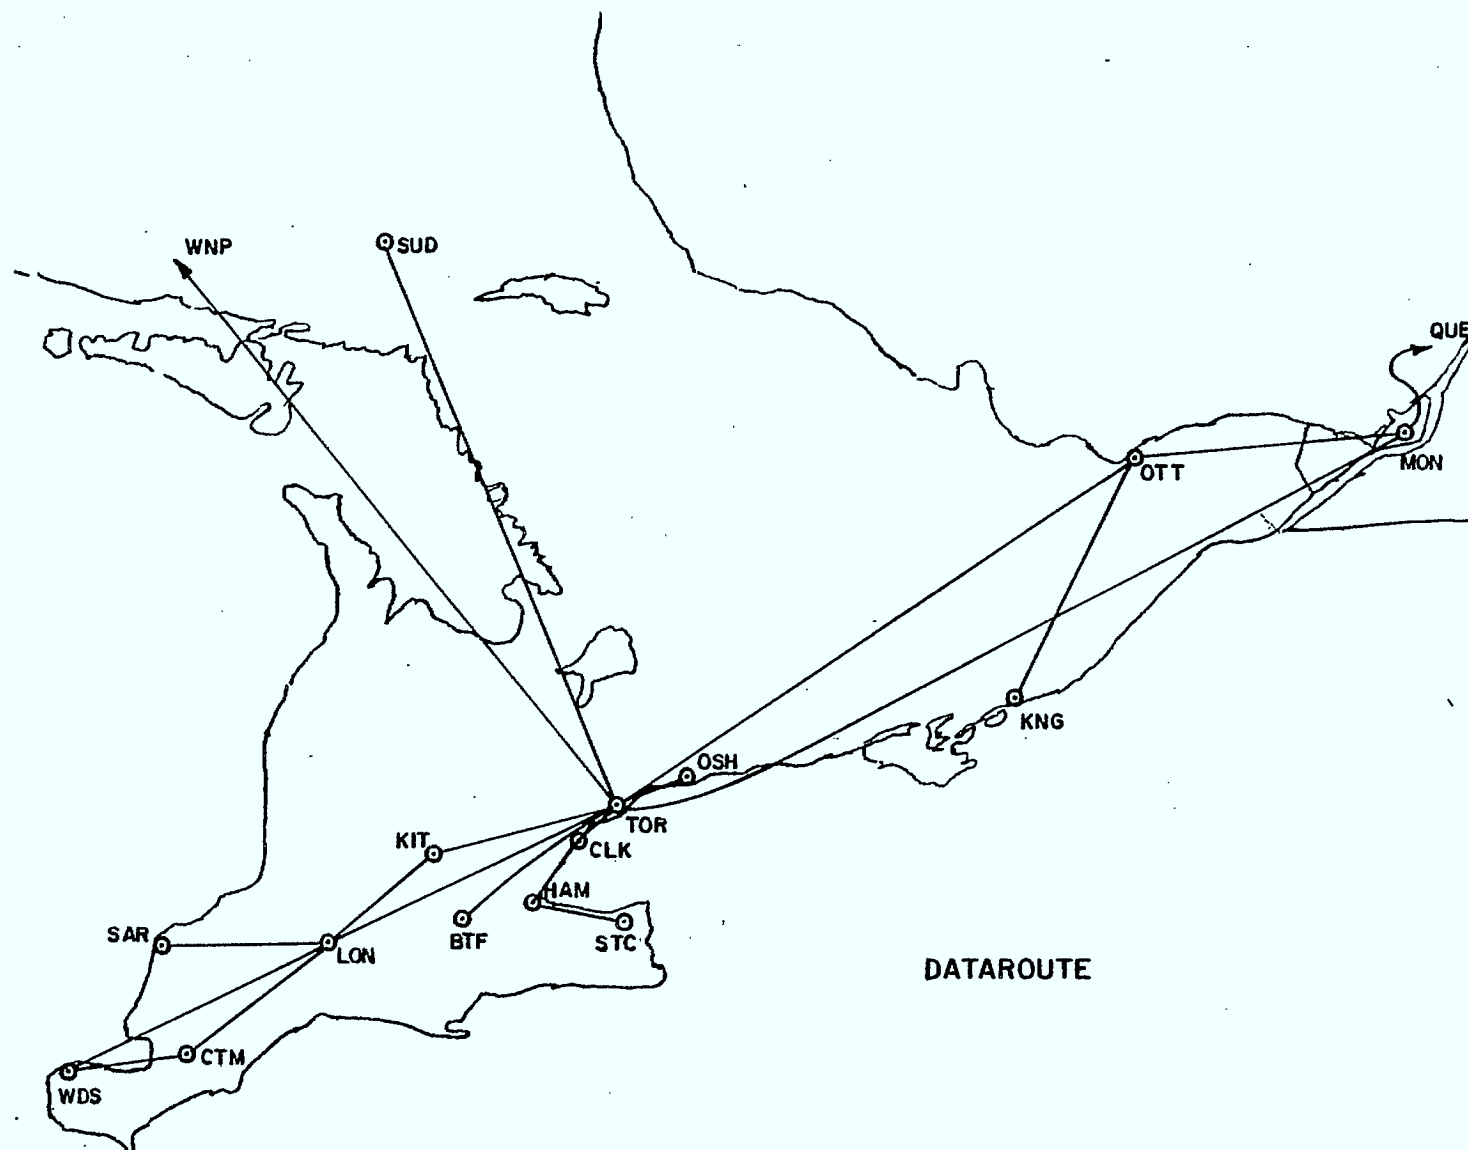 WNP
SUD
QUE
OTT
MON
KNG
OSH
TOR
KIT
CLK
HAM
SAR
LON
BTF
STC
DATAROUTE
CTM
WDS